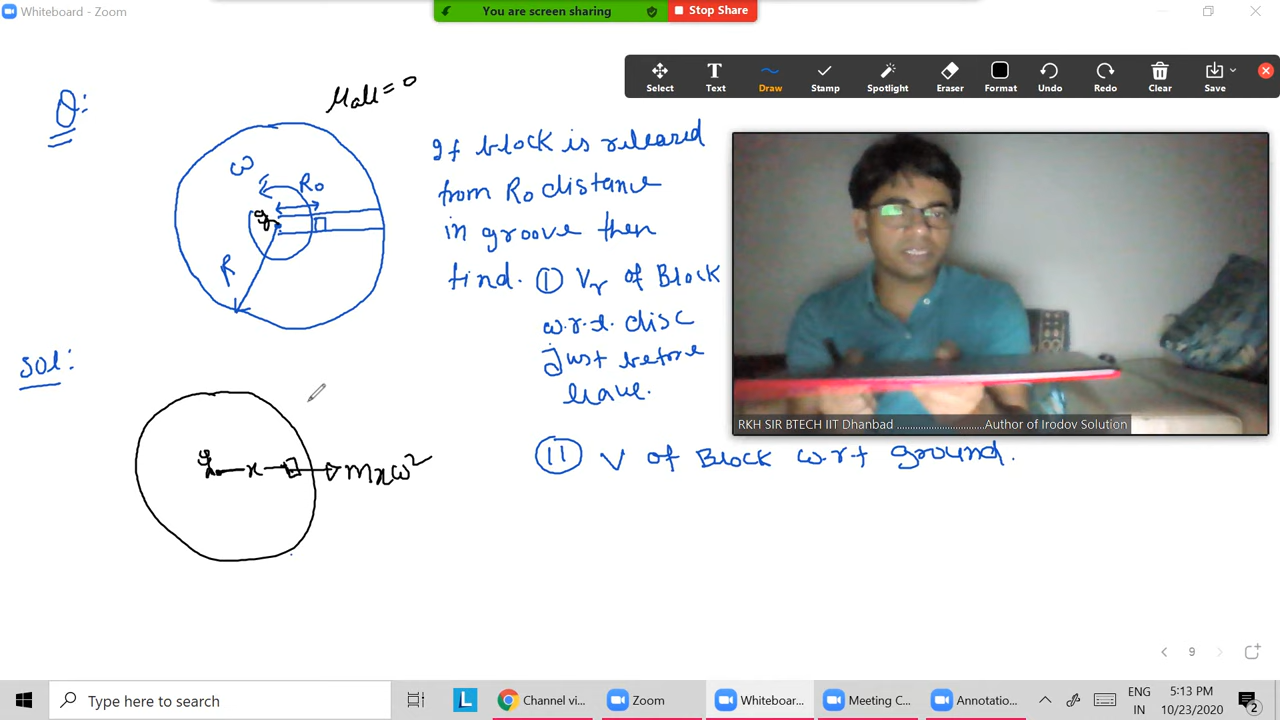 Whiteboard - Zoom
You are screen sharing
Stop Share
Select
Text
Draw
Stamp
Spotlight
Eraser
Format
Undo
Redo
Clear
Save
Q:
μall = 0
ω
R0
R
If block is released
from R0 distance
in groove then
find. (I) Vr of Block
w.r.t. disc
just before
leave.
(II) V of Block w.r.t ground.
Sol:
x
mxω²
RKH SIR BTECH IIT Dhanbad ................................Author of Irodov Solution
9
Type here to search
L
Channel vi...
Zoom
Whiteboar...
Meeting C...
Annotatio...
ENG
IN
5:13 PM
10/23/2020
2